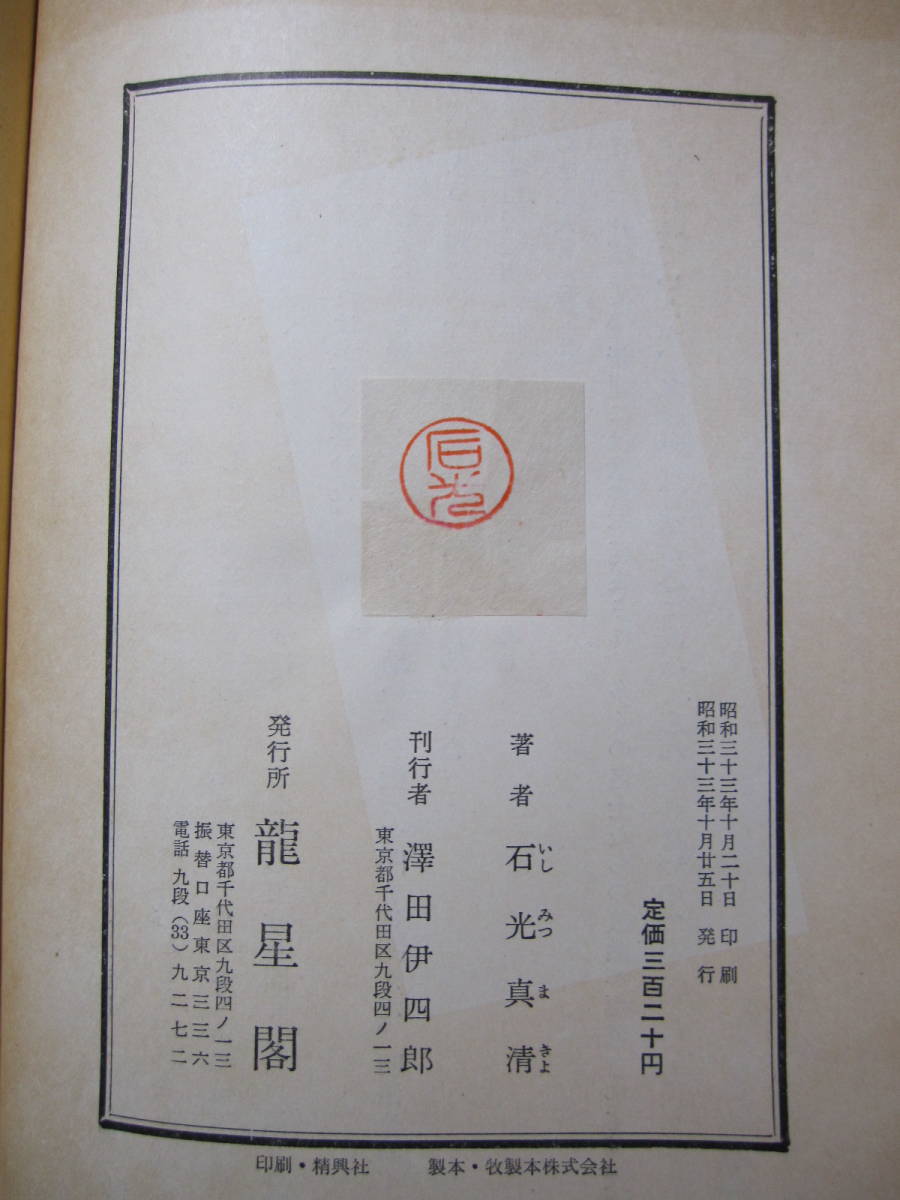 昭和三十三年十月二十日 印刷
昭和三十三年十月廿五日 発行
定価三百二十円
著者 石光真清
いしみつまきよ
刊行者 澤田伊四郎
東京都千代田区九段四ノ一三
発行所 龍星閣
東京都千代田区九段四ノ一三
振替口座東京三三六
電話九段(33)九二七二
石光
印刷・精興社 製本・牧製本株式会社